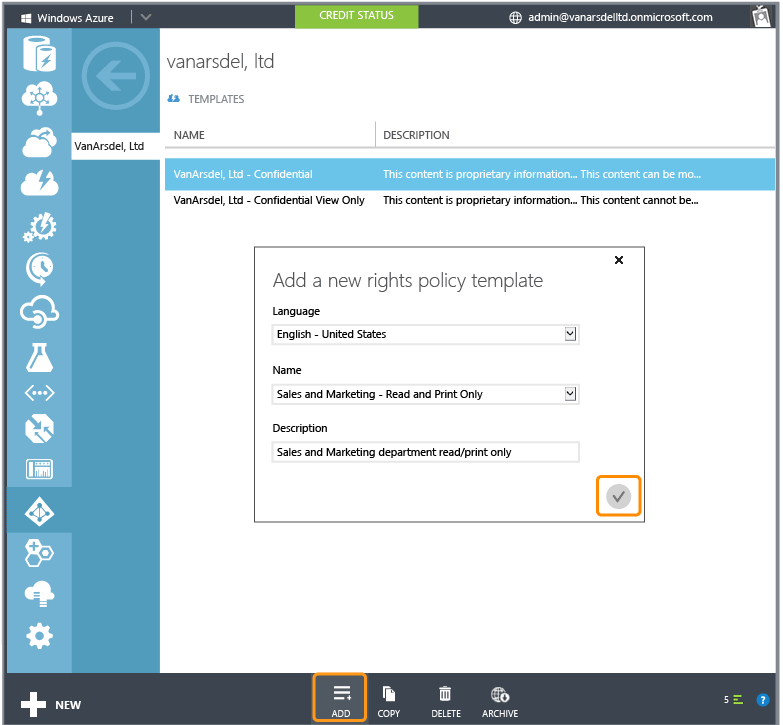 Windows Azure
CREDIT STATUS
admin@vanarsdelltd.onmicrosoft.com
vanarsdel, ltd
TEMPLATES
VanArsdel, Ltd
NAME DESCRIPTION
VanArsdel, Ltd - Confidential This content is proprietary information... This content can be mo...
VanArsdel, Ltd - Confidential View Only This content is proprietary information... This content cannot be...
Add a new rights policy template
Language
English - United States
Name
Sales and Marketing - Read and Print Only
Description
Sales and Marketing department read/print only
NEW
ADD COPY DELETE ARCHIVE
5 ?